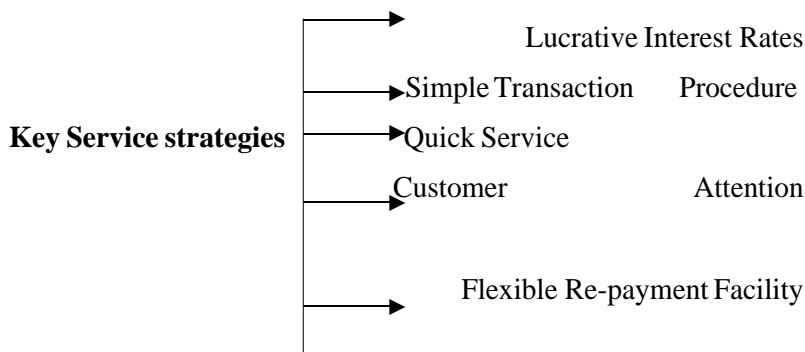 Lucrative Interest Rates
Simple Transaction Procedure
Key Service strategies
Quick Service
Customer Attention
Flexible Re-payment Facility